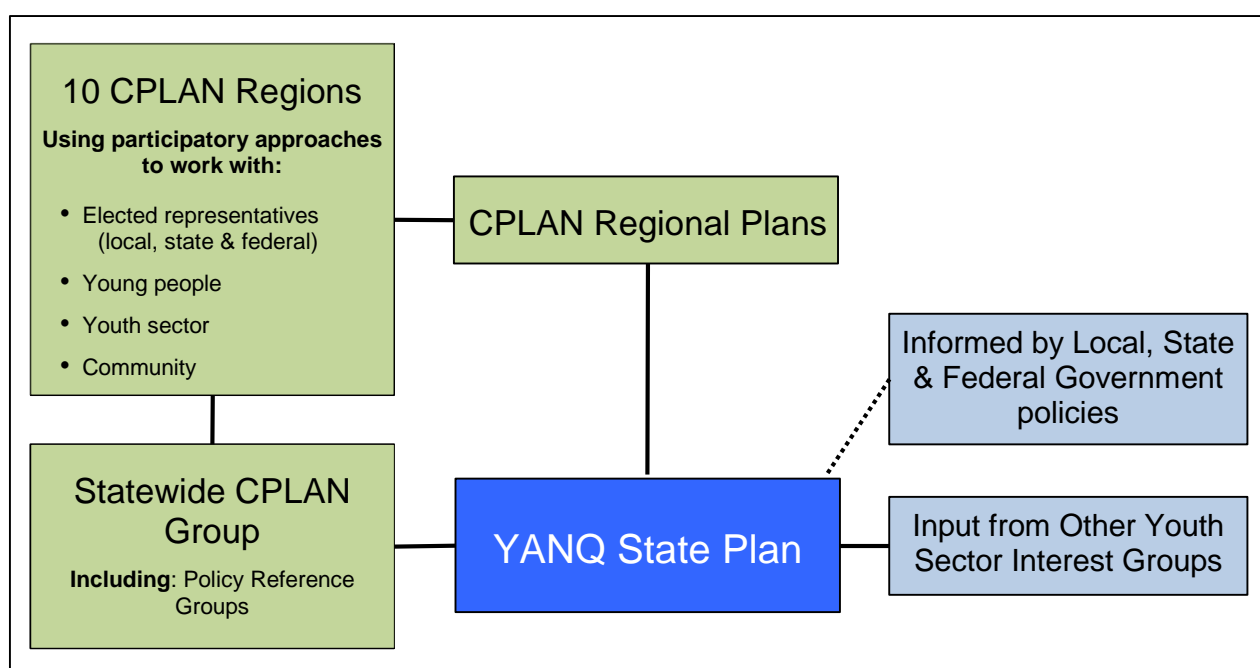 10 CPLAN Regions
Using participatory approaches
to work with:
• Elected representatives
(local, state & federal)
• Young people
• Youth sector
• Community
CPLAN Regional Plans
Informed by Local, State
& Federal Government
policies
Statewide CPLAN
Group
Including: Policy Reference
Groups
YANQ State Plan
Input from Other Youth
Sector Interest Groups